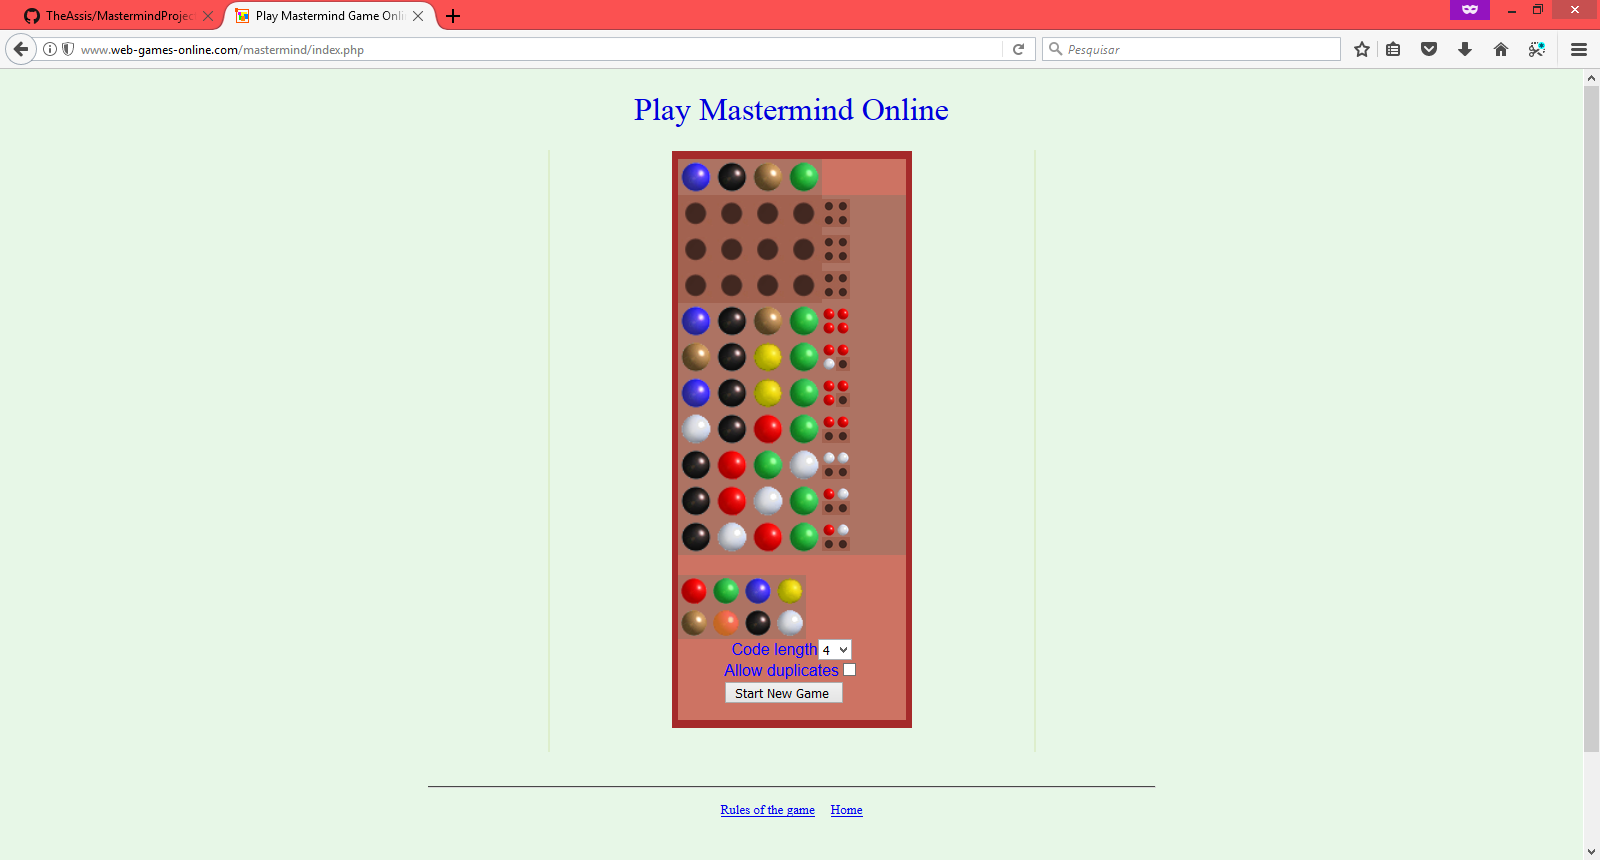 TheAssis/MastermindProjec
Play Mastermind Game Onli
www.web-games-online.com/mastermind/index.php
Pesquisar
Play Mastermind Online
Code length 4
Allow duplicates
Start New Game
Rules of the game Home